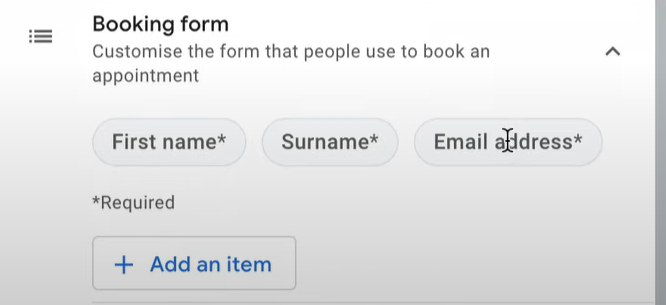 Booking form
Customise the form that people use to book an
appointment
First name* Surname* Email address*
*Required
+ Add an item